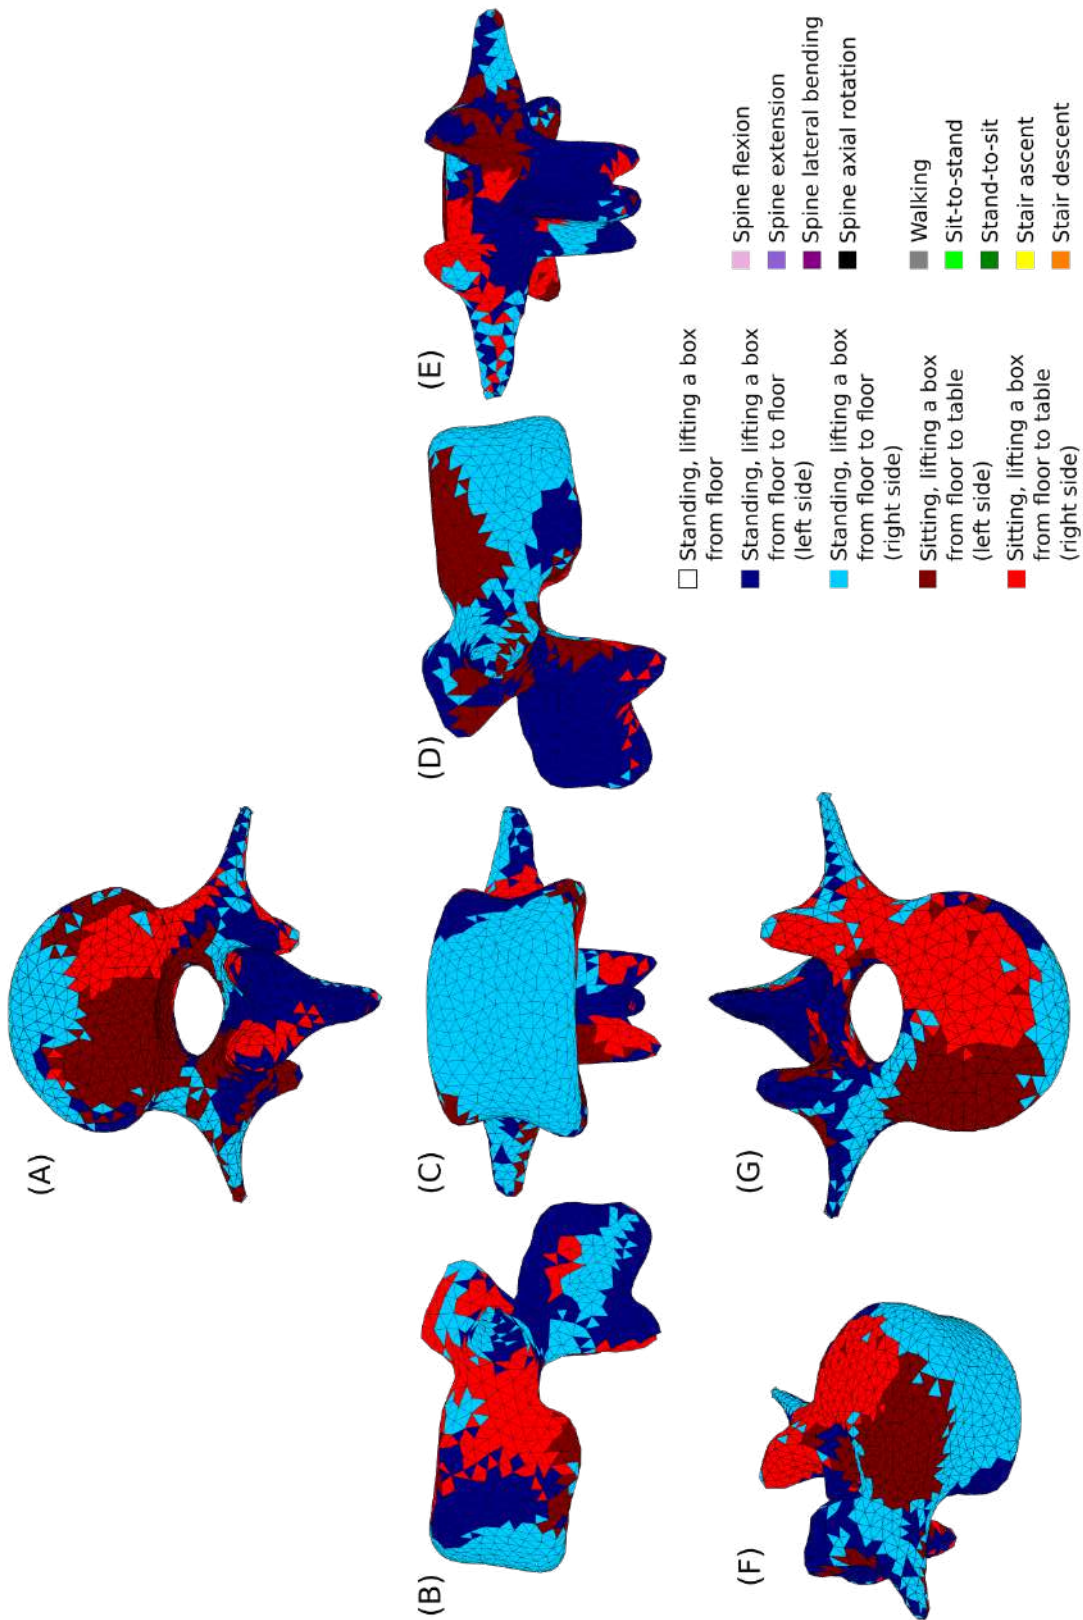 (A)
(B)
(C)
(D)
(E)
(F)
(G)
Standing, lifting a box
from floor
Standing, lifting a box
from floor to floor
(left side)
Standing, lifting a box
from floor to floor
(right side)
Sitting, lifting a box
from floor to table
(left side)
Sitting, lifting a box
from floor to table
(right side)
Spine flexion
Spine extension
Spine lateral bending
Spine axial rotation
Walking
Sit-to-stand
Stand-to-sit
Stair ascent
Stair descent